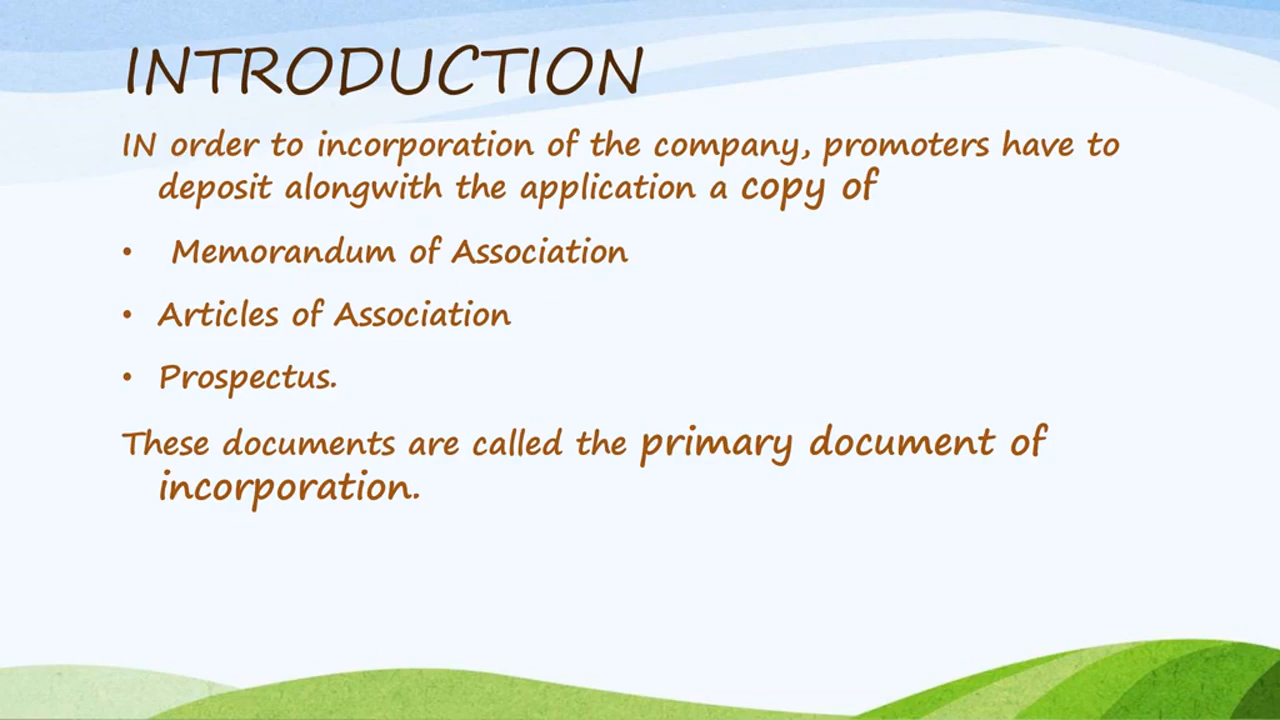 INTRODUCTION
IN order to incorporation of the company, promoters have to
deposit alongwith the application a copy of
• Memorandum of Association
• Articles of Association
• Prospectus.
These documents are called the primary document of
incorporation.